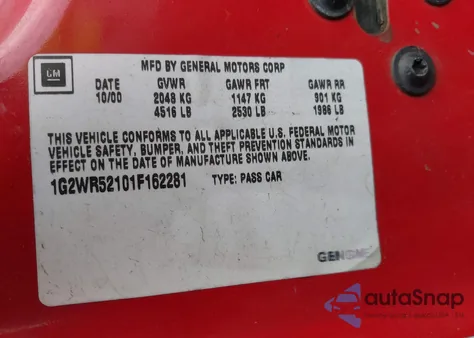 GM
MFD BY GENERAL MOTORS CORP
DATE GVWR GAWR FRT GAWR RR
10/00 2048 KG 1147 KG 901 KG
4516 LB 2530 LB 1986 LB
THIS VEHICLE CONFORMS TO ALL APPLICABLE U.S. FEDERAL MOTOR
VEHICLE SAFETY, BUMPER, AND THEFT PREVENTION STANDARDS IN
EFFECT ON THE DATE OF MANUFACTURE SHOWN ABOVE.
1G2WR52101F162281 TYPE: PASS CAR
autaSnap